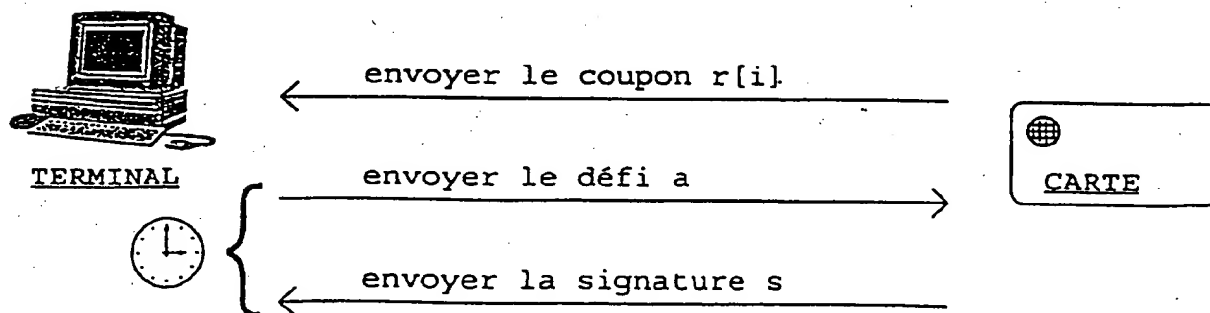 envoyer le coupon r[i]
TERMINAL
envoyer le défi a
CARTE
envoyer la signature s